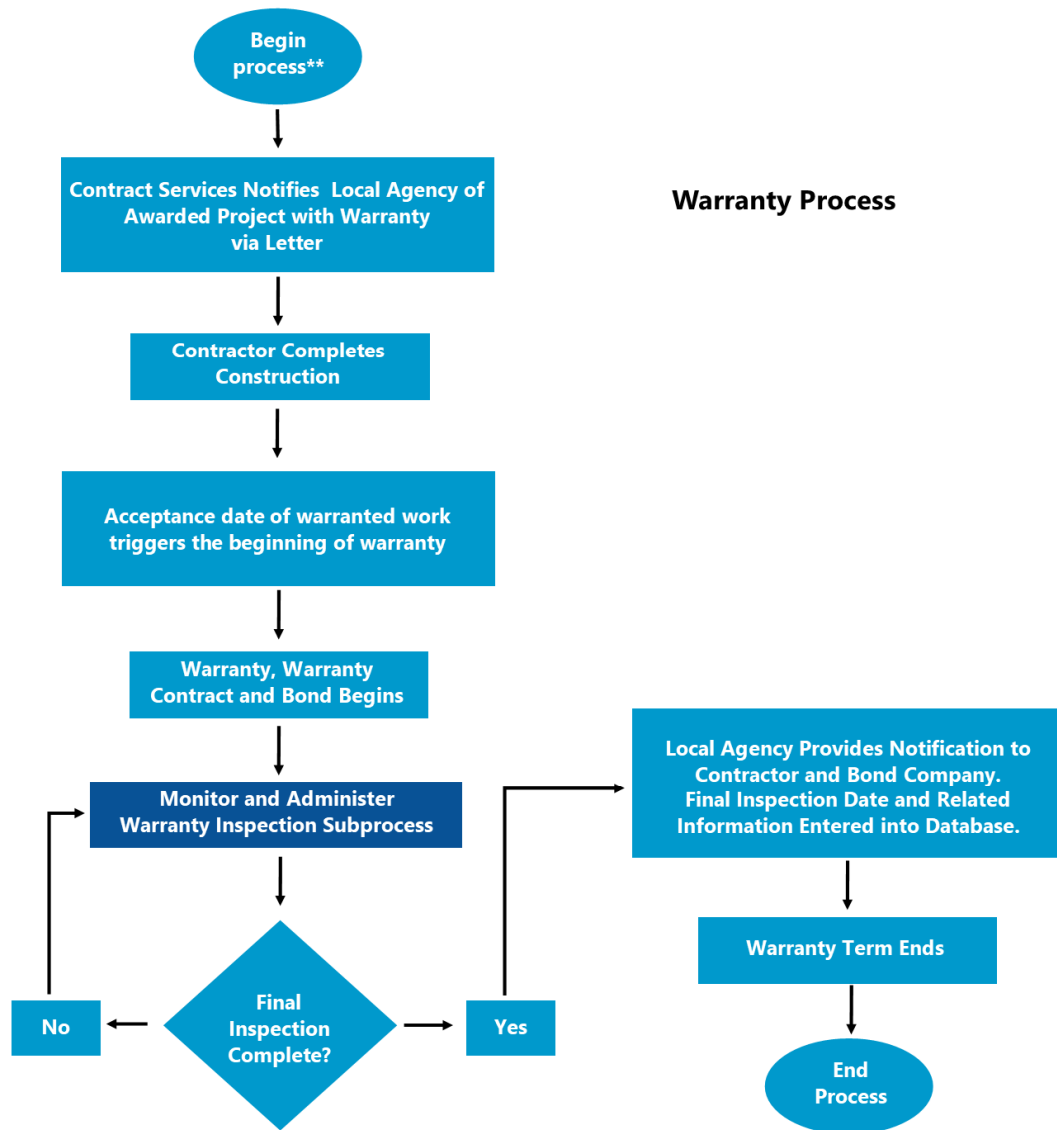 Begin
process**
Contract Services Notifies  Local Agency of
Awarded Project with Warranty
via Letter
Warranty Process
Contractor Completes
Construction
Acceptance date of warranted work
triggers the beginning of warranty
Warranty, Warranty
Contract and Bond Begins
Monitor and Administer
Warranty Inspection Subprocess
Final
Inspection
Complete?
No
Yes
Local Agency Provides Notification to
Contractor and Bond Company.
Final Inspection Date and Related
Information Entered into Database.
Warranty Term Ends
End
Process